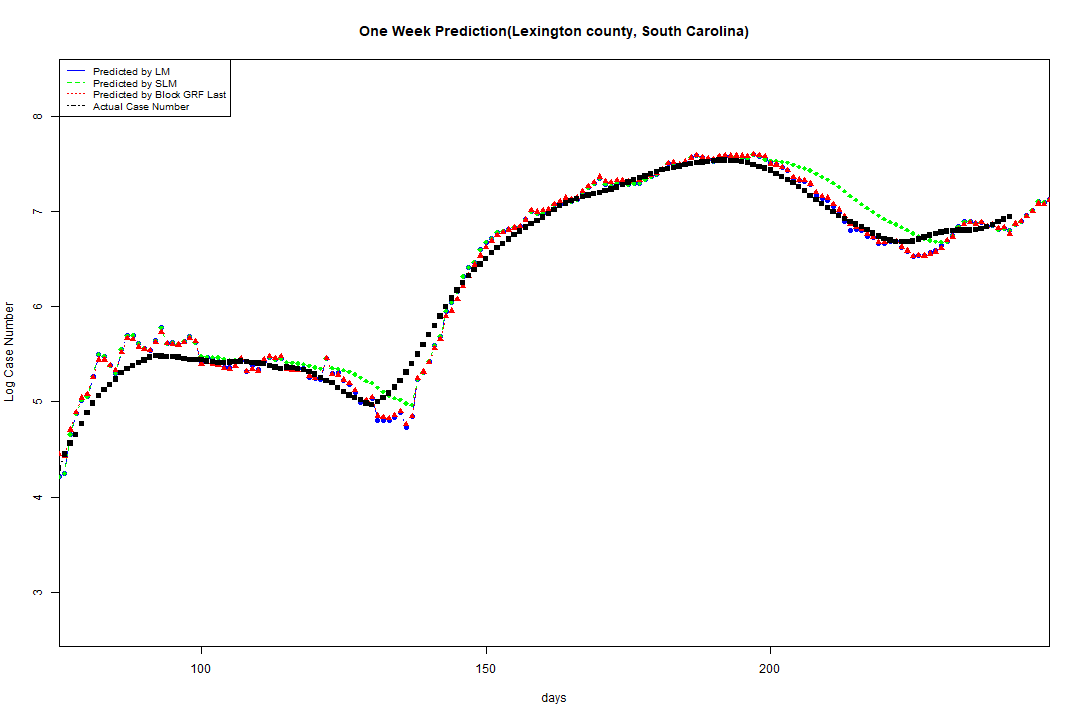 One Week Prediction(Lexington county, South Carolina)
Predicted by LM
Predicted by SLM
Predicted by Block GRF Last
Actual Case Number
8
7
6
5
4
3
Log Case Number
100 150 200
days